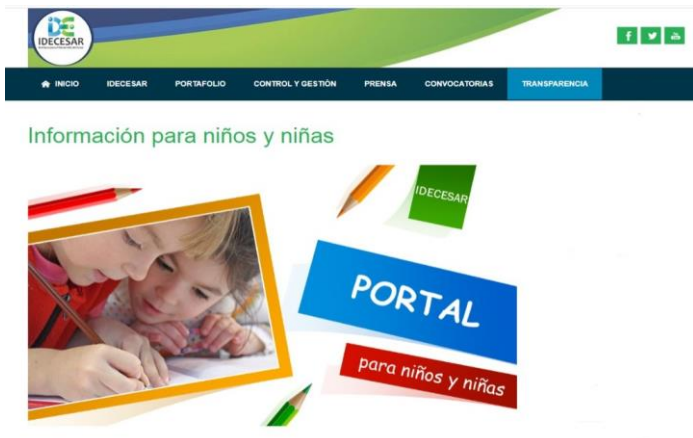 IDECESAR
INICIO IDECESAR PORTAFOLIO CONTROL Y GESTIÓN PRENSA CONVOCATORIAS TRANSPARENCIA
Información para niños y niñas
IDECESAR
PORTAL
para niños y niñas